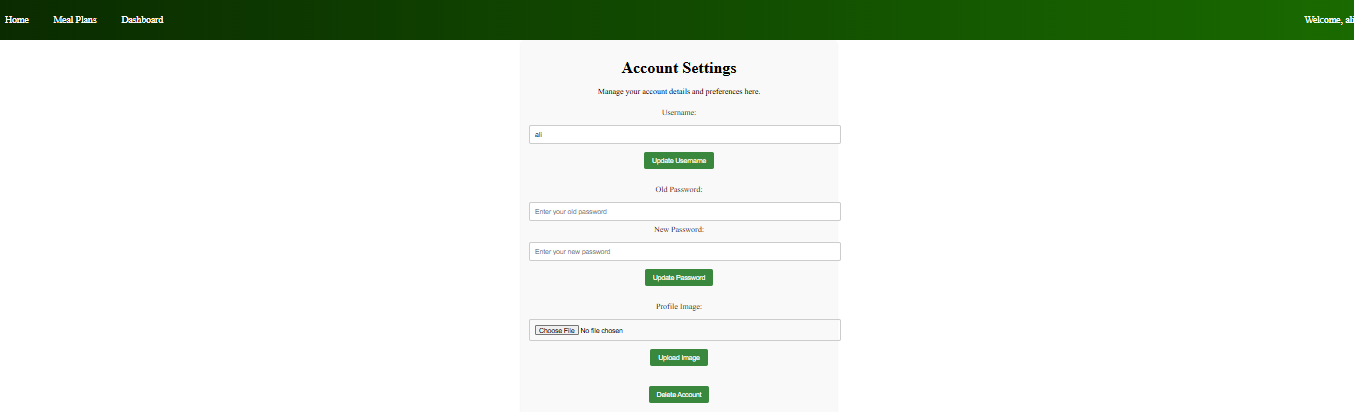 Home Meal Plans Dashboard Welcome, ali
Account Settings
Manage your account details and preferences here.
Username:
ali
Update Username
Old Password:
Enter your old password
New Password:
Enter your new password
Update Password
Profile Image:
Choose File No file chosen
Upload Image
Delete Account